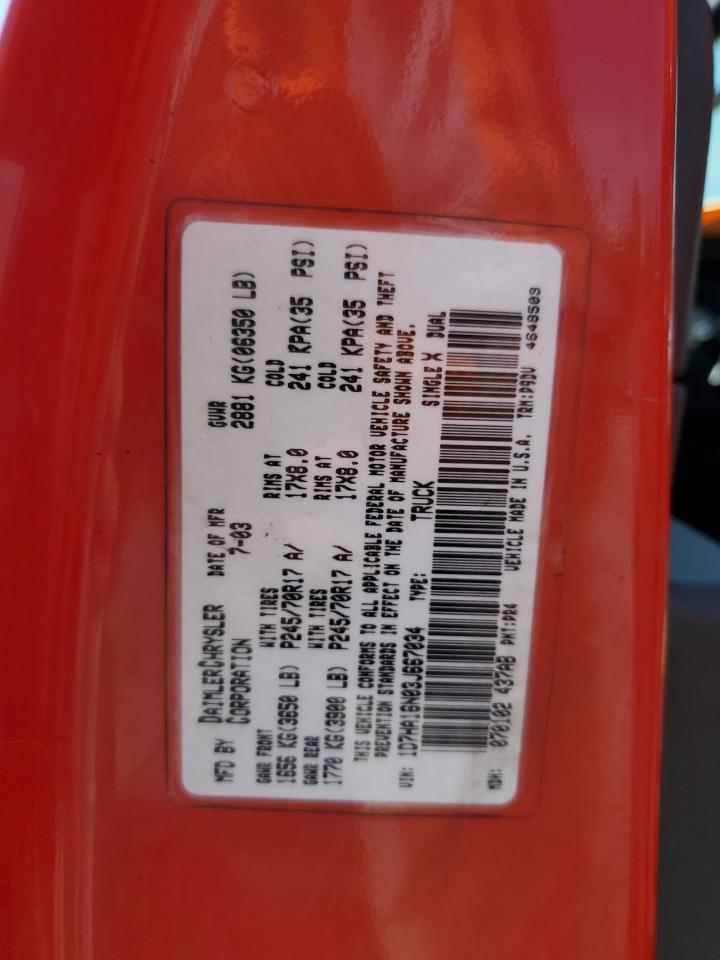 MFD BY DAIMLERCHRYSLER CORPORATION
DATE OF MFR 7-03
GVWR 2881 KG(06350 LB)
GAWR FRONT WITH TIRES RIMS AT COLD
1656 KG(3650 LB) P245/70R17 A/ 17X8.0 241 KPA(35 PSI)
GAWR REAR WITH TIRES RIMS AT COLD
1770 KG(3900 LB) P245/70R17 A/ 17X8.0 241 KPA(35 PSI)
THIS VEHICLE CONFORMS TO ALL APPLICABLE FEDERAL MOTOR VEHICLE SAFETY AND THEFT
PREVENTION STANDARDS IN EFFECT ON THE DATE OF MANUFACTURE SHOWN ABOVE.
VIN: 1D7HA16N03J667034 TYPE: TRUCK SINGLE X DUAL
MDH: 070102 437AB PNT:PR4 VEHICLE MADE IN U.S.A. TRM:P9DV
4648503